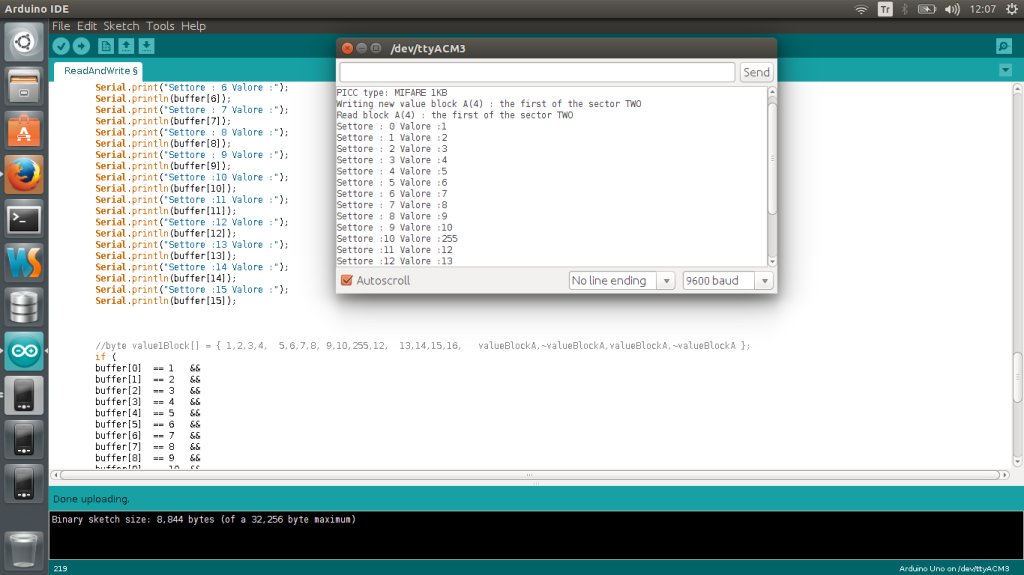 Arduino IDE
Tr
12:07
File Edit Sketch Tools Help
ReadAndWrite §
Serial.print("Settore : 6 Valore :");
Serial.println(buffer[6]);
Serial.print("Settore : 7 Valore :");
Serial.println(buffer[7]);
Serial.print("Settore : 8 Valore :");
Serial.println(buffer[8]);
Serial.print("Settore : 9 Valore :");
Serial.println(buffer[9]);
Serial.print("Settore :10 Valore :");
Serial.println(buffer[10]);
Serial.print("Settore :11 Valore :");
Serial.println(buffer[11]);
Serial.print("Settore :12 Valore :");
Serial.println(buffer[12]);
Serial.print("Settore :13 Valore :");
Serial.println(buffer[13]);
Serial.print("Settore :14 Valore :");
Serial.println(buffer[14]);
Serial.print("Settore :15 Valore :");
Serial.println(buffer[15]);
//byte value1Block[] = { 1,2,3,4, 5,6,7,8, 9,10,255,12, 13,14,15,16, valueBlockA,~valueBlockA,valueBlockA,~valueBlockA };
if (
buffer[0] == 1 &&
buffer[1] == 2 &&
buffer[2] == 3 &&
buffer[3] == 4 &&
buffer[4] == 5 &&
buffer[5] == 6 &&
buffer[6] == 7 &&
buffer[7] == 8 &&
buffer[8] == 9 &&
buffer[9] == 10 &&
/dev/ttyACM3
Send
PICC type: MIFARE 1KB
Writing new value block A(4) : the first of the sector TWO
Read block A(4) : the first of the sector TWO
Settore : 0 Valore :1
Settore : 1 Valore :2
Settore : 2 Valore :3
Settore : 3 Valore :4
Settore : 4 Valore :5
Settore : 5 Valore :6
Settore : 6 Valore :7
Settore : 7 Valore :8
Settore : 8 Valore :9
Settore : 9 Valore :10
Settore :10 Valore :255
Settore :11 Valore :12
Settore :12 Valore :13
Autoscroll
No line ending
9600 baud
Done uploading.
Binary sketch size: 8,844 bytes (of a 32,256 byte maximum)
219
Arduino Uno on /dev/ttyACM3